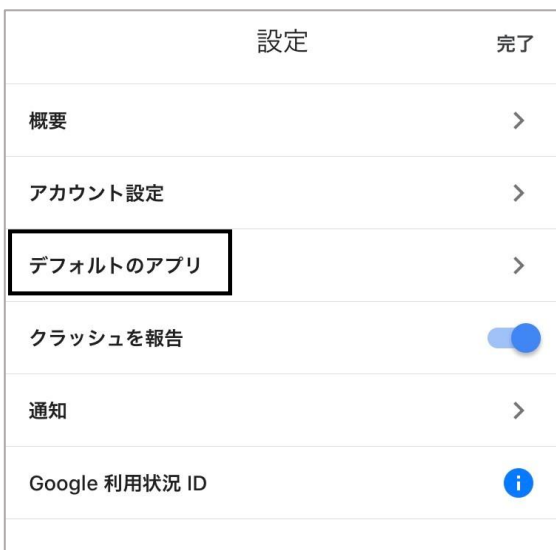 設定
完了
概要
アカウント設定
デフォルトのアプリ
クラッシュを報告
通知
Google 利用状況 ID